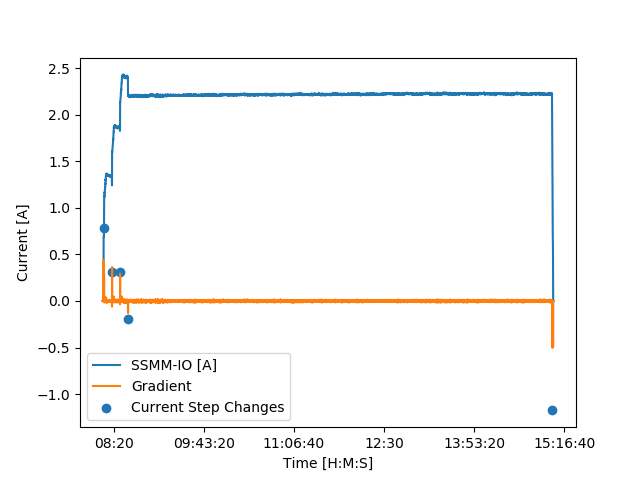 2.5
2.0
1.5
1.0
0.5
0.0
−0.5
−1.0
Current [A]
SSMM-IO [A]
Gradient
Current Step Changes
08:20 09:43:20 11:06:40 12:30 13:53:20 15:16:40
Time [H:M:S]